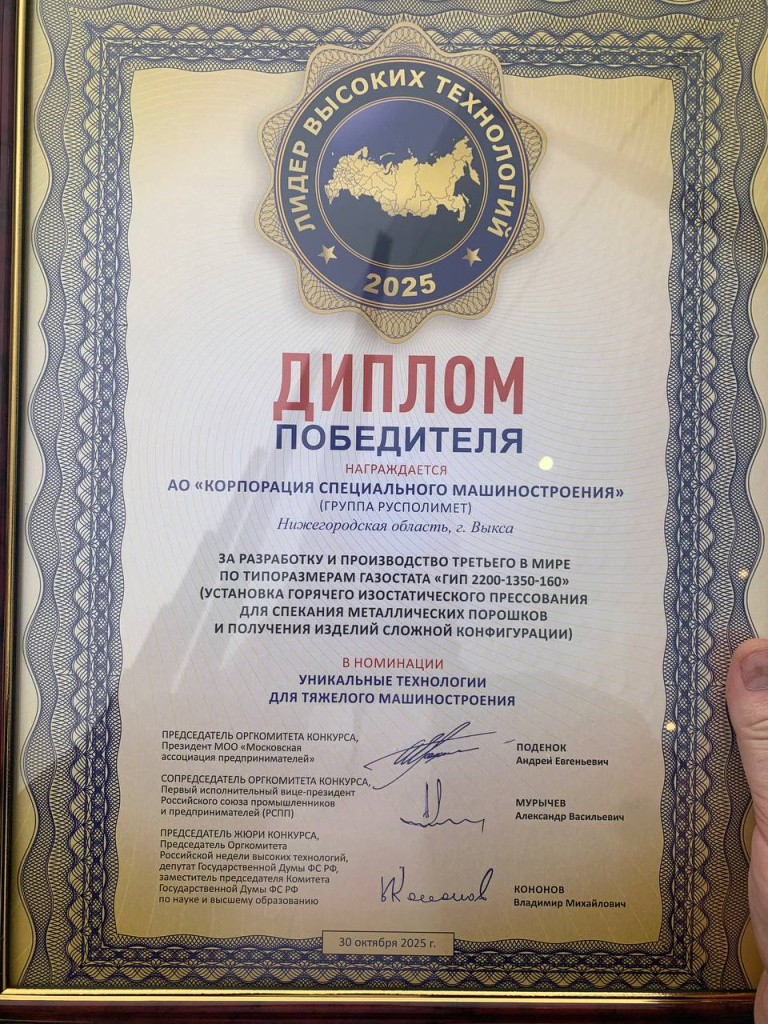 ЛИДЕР ВЫСОКИХ ТЕХНОЛОГИЙ
2025
ДИПЛОМ
ПОБЕДИТЕЛЯ
НАГРАЖДАЕТСЯ
АО «КОРПОРАЦИЯ СПЕЦИАЛЬНОГО МАШИНОСТРОЕНИЯ»
(ГРУППА РУСПОЛИМЕТ)
Нижегородская область, г. Выкса
ЗА РАЗРАБОТКУ И ПРОИЗВОДСТВО ТРЕТЬЕГО В МИРЕ
ПО ТИПОРАЗМЕРАМ ГАЗОСТАТА «ГИП 2200-1350-160»
(УСТАНОВКА ГОРЯЧЕГО ИЗОСТАТИЧЕСКОГО ПРЕССОВАНИЯ
ДЛЯ СПЕКАНИЯ МЕТАЛЛИЧЕСКИХ ПОРОШКОВ
И ПОЛУЧЕНИЯ ИЗДЕЛИЙ СЛОЖНОЙ КОНФИГУРАЦИИ)
В НОМИНАЦИИ
УНИКАЛЬНЫЕ ТЕХНОЛОГИИ
ДЛЯ ТЯЖЕЛОГО МАШИНОСТРОЕНИЯ
ПРЕДСЕДАТЕЛЬ ОРГКОМИТЕТА КОНКУРСА,
Президент МОО «Московская
ассоциация предпринимателей»
ПОДЕНОК
Андрей Евгеньевич
СОПРЕДСЕДАТЕЛЬ ОРГКОМИТЕТА КОНКУРСА,
Первый исполнительный вице-президент
Российского союза промышленников
и предпринимателей (РСПП)
МУРЫЧЕВ
Александр Васильевич
ПРЕДСЕДАТЕЛЬ ЖЮРИ КОНКУРСА,
Председатель Оргкомитета
Российской недели высоких технологий,
депутат Государственной Думы ФС РФ,
заместитель председателя Комитета
Государственной Думы ФС РФ
по науке и высшему образованию
КОНОНОВ
Владимир Михайлович
30 октября 2025 г.